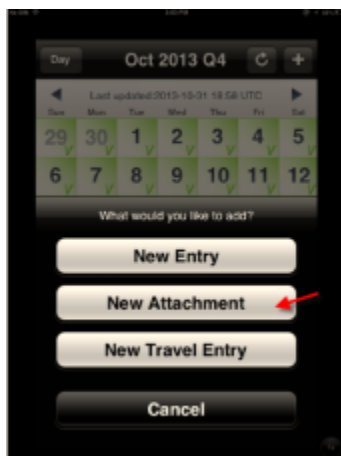 Day Oct 2013 Q4 +
Last updated:2013-10-31 18:58 UTC
Sun Mon Tue Wed Thu Fri Sat
29 30 1 2 3 4 5
6 7 8 9 10 11 12
What would you like to add?
New Entry
New Attachment
New Travel Entry
Cancel